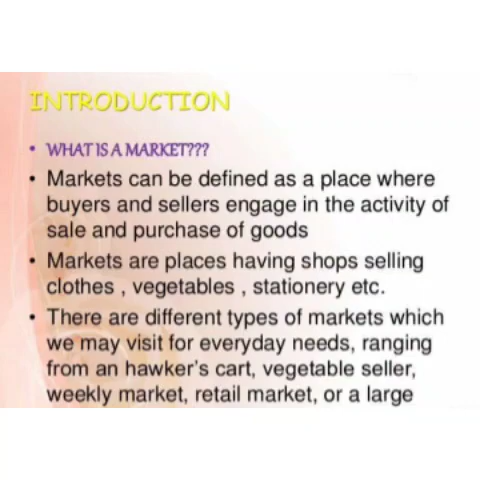 INTRODUCTION
• WHAT IS A MARKET???
• Markets can be defined as a place where
buyers and sellers engage in the activity of
sale and purchase of goods
• Markets are places having shops selling
clothes , vegetables , stationery etc.
• There are different types of markets which
we may visit for everyday needs, ranging
from an hawker's cart, vegetable seller,
weekly market, retail market, or a large